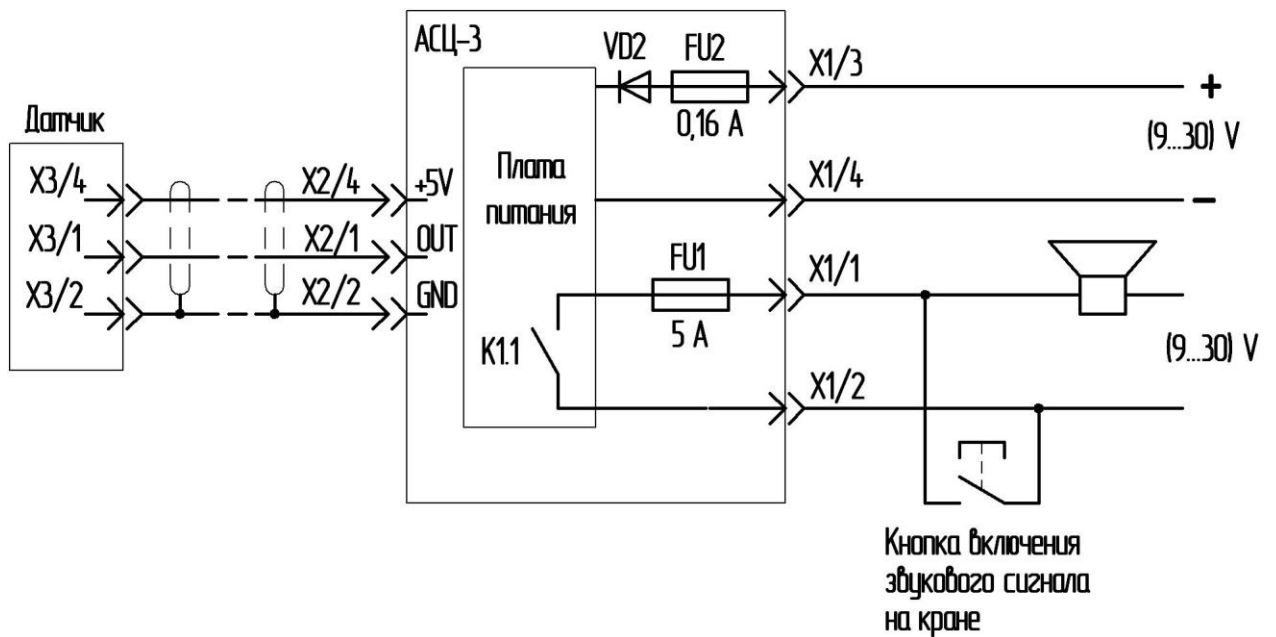 АСЦ-3
VD2
FU2
X1/3
+
0,16 А
(9...30) V
Датчик
X3/4
X2/4
+5V
Плата
питания
X1/4
−
X3/1
X2/1
OUT
FU1
X1/1
X3/2
X2/2
GND
5 А
K1.1
(9...30) V
X1/2
Кнопка включения
звукового сигнала
на кране